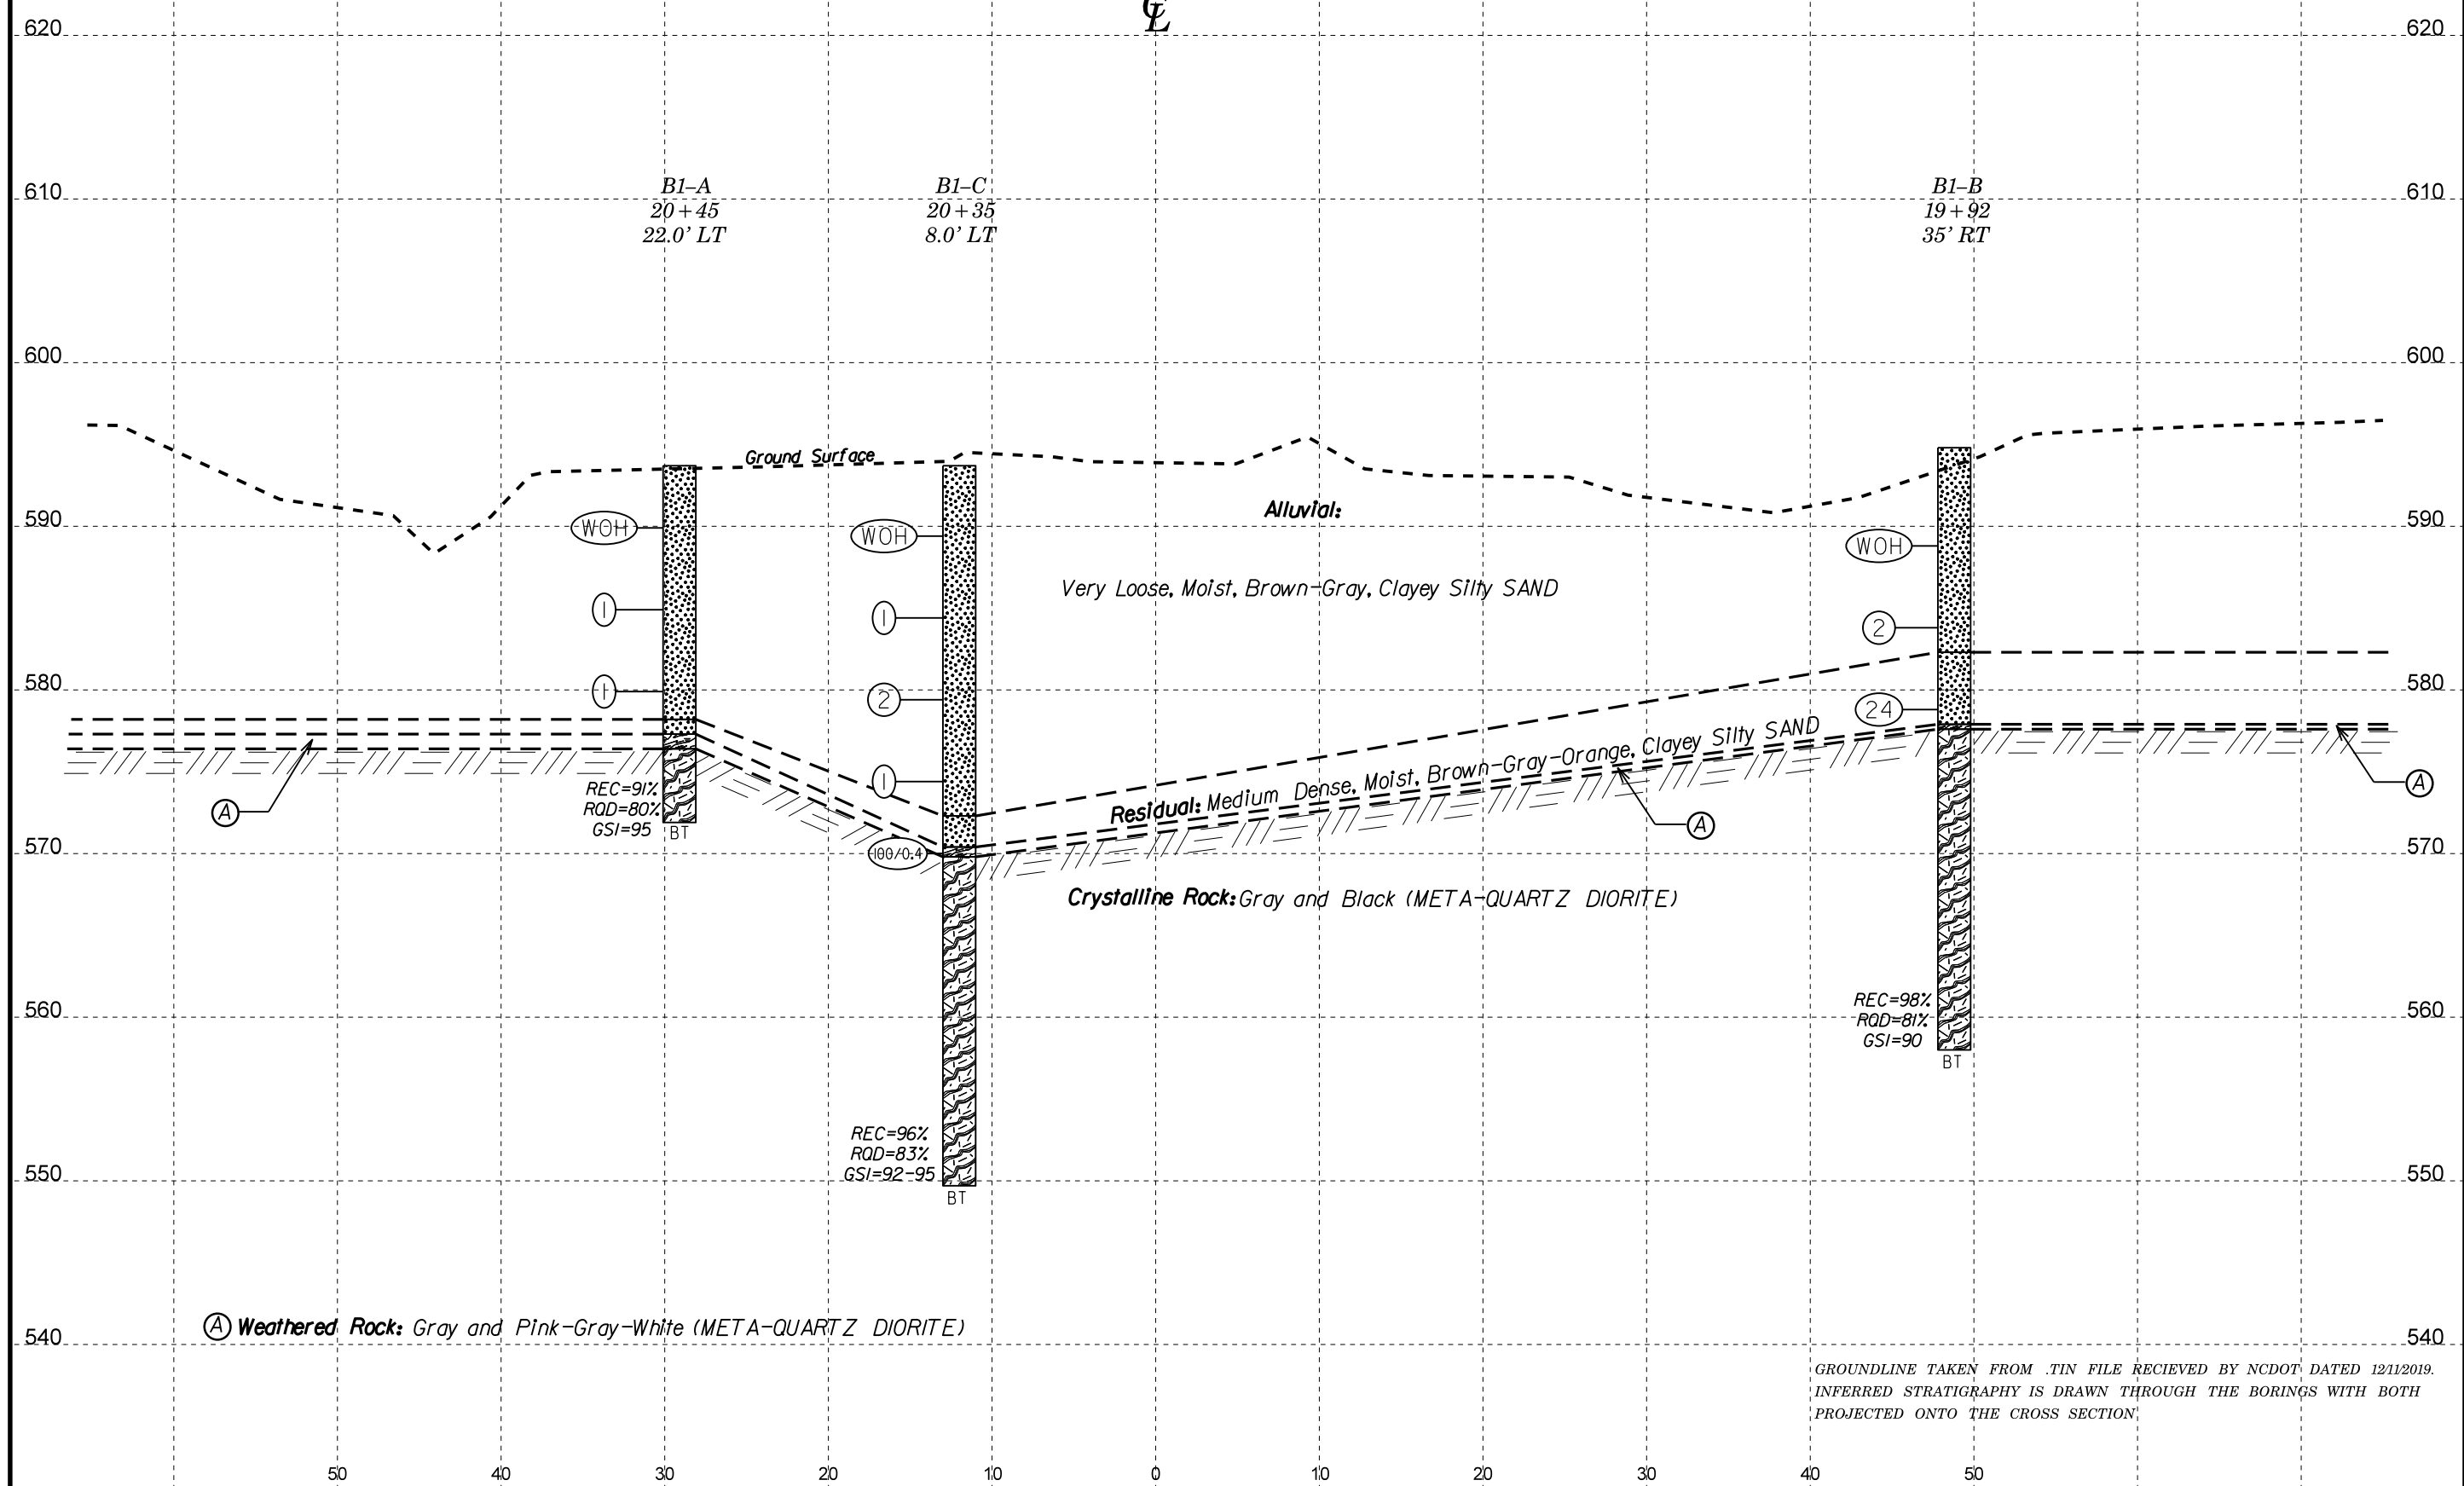 ℄
620 620
610 610
B1–A
20+45
22.0' LT
B1–C
20+35
8.0' LT
B1–B
19+92
35' RT
600 600
Ground Surface
590 590
Alluvial:
WOH
WOH
WOH
Very Loose, Moist, Brown-Gray, Clayey Silty SAND
1
1
2
580 580
1
2
24
Residual: Medium Dense, Moist, Brown-Gray-Orange, Clayey Silty SAND
1
A
A
A
REC=91%
RQD=80%
GSI=95
BT
570 570
100/0.4
Crystalline Rock: Gray and Black (META-QUARTZ DIORITE)
560 560
REC=98%
RQD=81%
GSI=90
BT
REC=96%
RQD=83%
GSI=92-95
BT
550 550
A Weathered Rock: Gray and Pink-Gray-White (META-QUARTZ DIORITE)
540 540
GROUNDLINE TAKEN FROM .TIN FILE RECIEVED BY NCDOT DATED 12/11/2019.
INFERRED STRATIGRAPHY IS DRAWN THROUGH THE BORINGS WITH BOTH
PROJECTED ONTO THE CROSS SECTION
50 40 30 20 10 0 10 20 30 40 50